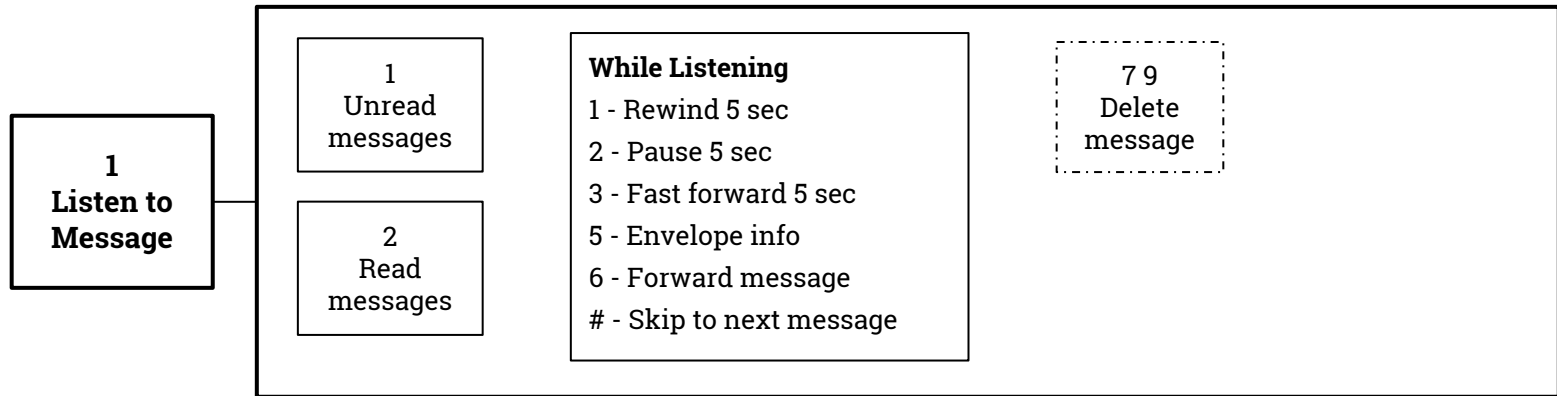 1
Listen to
Message
1
Unread
messages
2
Read
messages
While Listening
1 - Rewind 5 sec
2 - Pause 5 sec
3 - Fast forward 5 sec
5 - Envelope info
6 - Forward message
# - Skip to next message
7 9
Delete
message